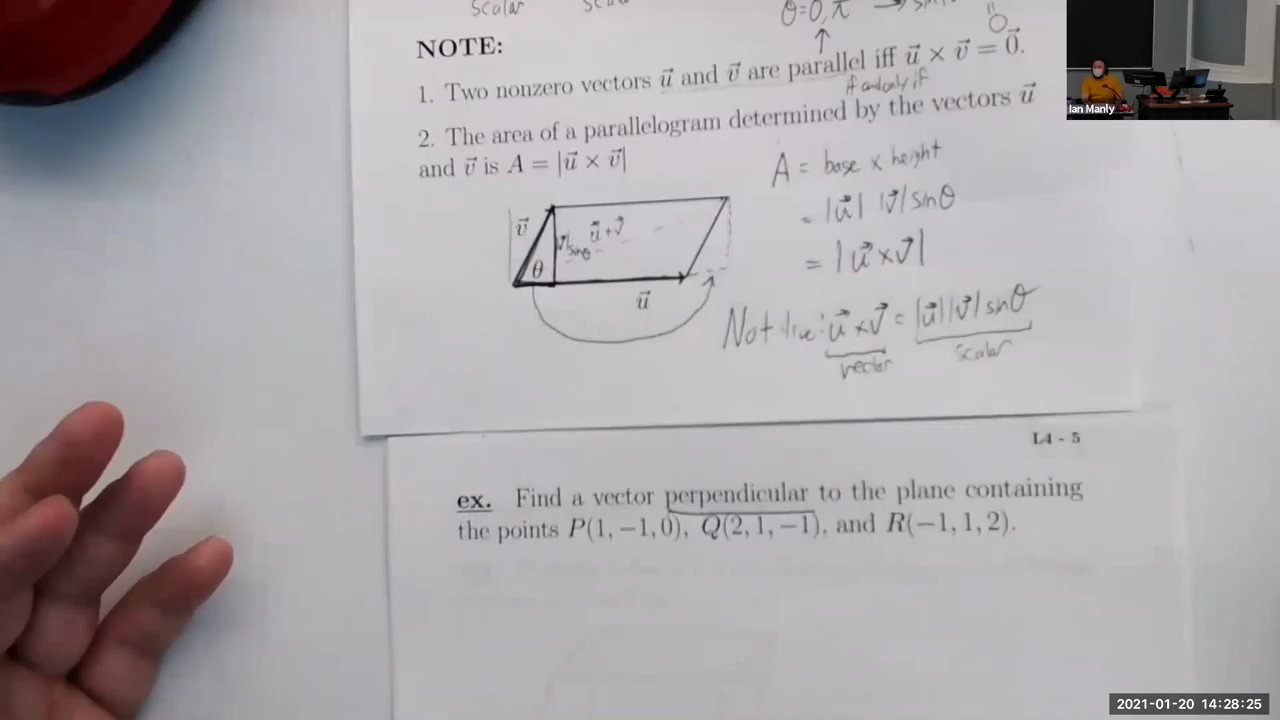 scalar
θ=0,π → sin
0
NOTE:
1. Two nonzero vectors u⃗ and v⃗ are parallel iff u⃗ × v⃗ = 0⃗.
if and only if
2. The area of a parallelogram determined by the vectors u⃗
and v⃗ is A = |u⃗ × v⃗|
A = base x height
= |u⃗| |v⃗| sinθ
= |u⃗ x v⃗|
v⃗
|v⃗| sinθ
u⃗+v⃗
θ
u⃗
Not true: u⃗ x v⃗ = |u⃗||v⃗| sinθ
vector
scalar
L4 - 5
ex. Find a vector perpendicular to the plane containing
the points P(1, −1, 0), Q(2, 1, −1), and R(−1, 1, 2).
Ian Manly
2021-01-20 14:28:25